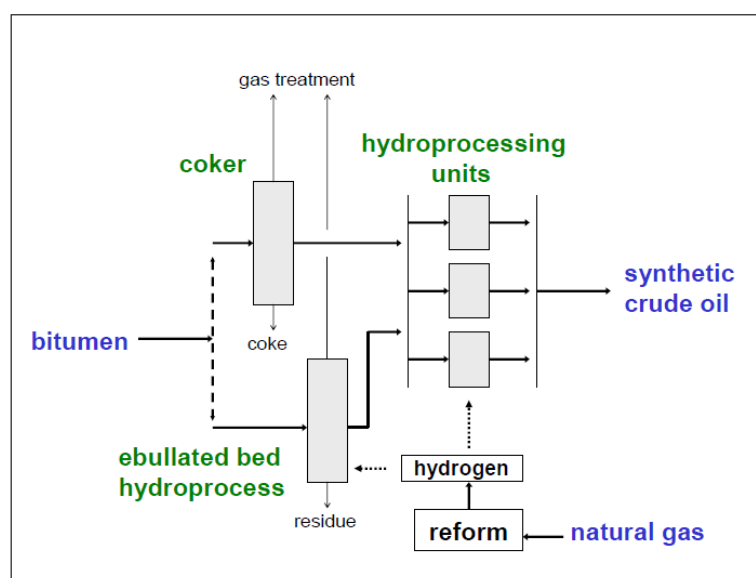 gas treatment
coker
hydroprocessing
units
synthetic
crude oil
bitumen
coke
ebullated bed
hydroprocess
hydrogen
residue
reform
natural gas